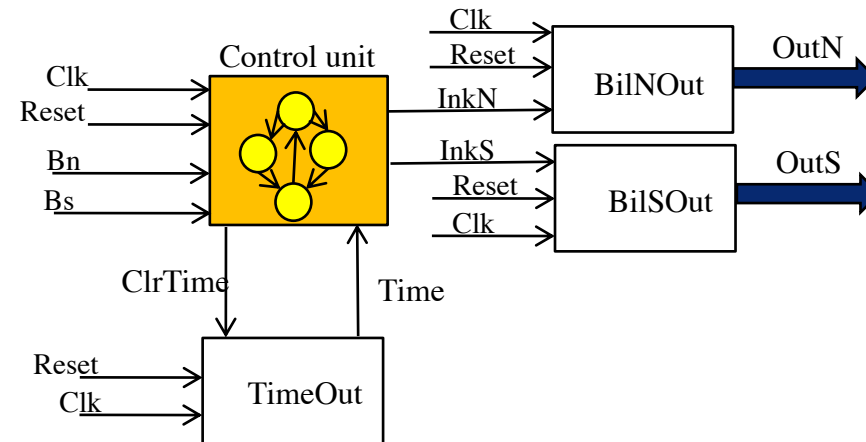 Control unit
Clk
Reset
Bn
Bs
ClrTime
Time
Reset
Clk
TimeOut
Clk
Reset
InkN
BilNOut
OutN
InkS
Reset
Clk
BilSOut
OutS